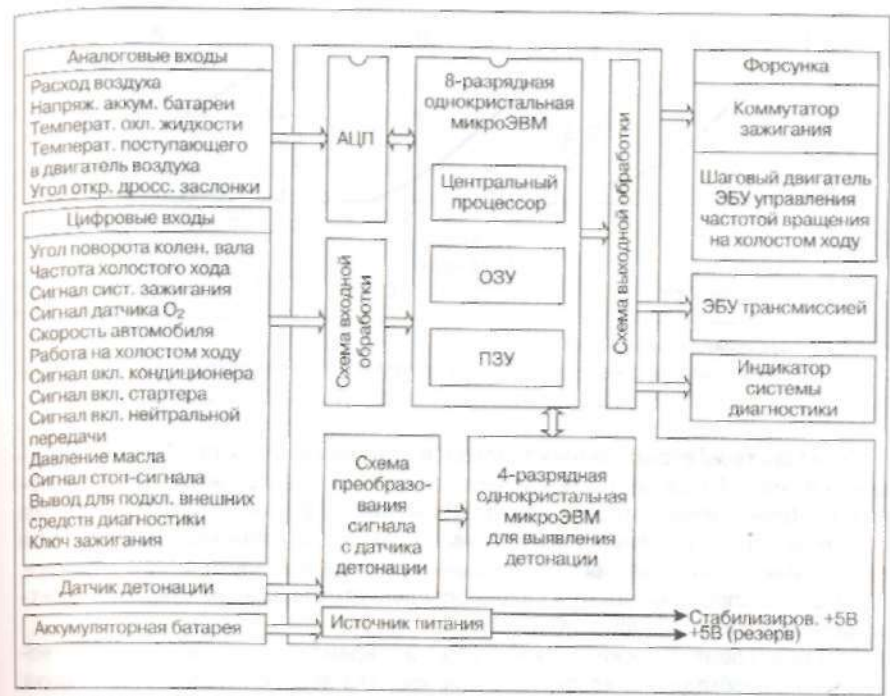 Аналоговые входы
Расход воздуха
Напряж. аккум. батареи
Температ. охл. жидкости
Температ. поступающего
в двигатель воздуха
Угол откр. дросс. заслонки
Цифровые входы
Угол поворота колен. вала
Частота холостого хода
Сигнал сист. зажигания
Сигнал датчика O₂
Скорость автомобиля
Работа на холостом ходу
Сигнал вкл. кондиционера
Сигнал вкл. стартера
Сигнал вкл. нейтральной
передачи
Давление масла
Сигнал стоп-сигнала
Вывод для подкл. внешних
средств диагностики
Ключ зажигания
Датчик детонации
Аккумуляторная батарея
АЦП
Схема входной
обработки
8-разрядная
однокристальная
микроЭВМ
Центральный
процессор
ОЗУ
ПЗУ
Схема выходной обработки
Схема
преобразо-
вания
сигнала
с датчика
детонации
4-разрядная
однокристальная
микроЭВМ
для выявления
детонации
Источник питания
Стабилизиров. +5В
+5В (резерв)
Форсунка
Коммутатор
зажигания
Шаговый двигатель
ЭБУ управления
частотой вращения
на холостом ходу
ЭБУ трансмиссией
Индикатор
системы
диагностики